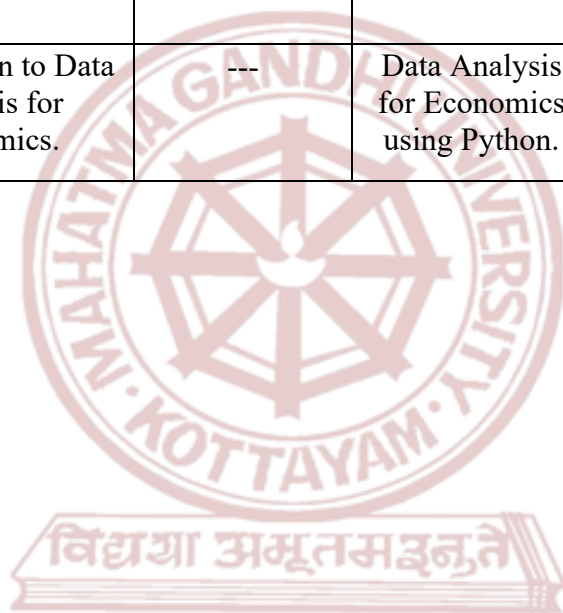 n to Data
is for
mics.
---
Data Analysis
for Economics
using Python.
MAHATMA GANDHI UNIVERSITY
KOTTAYAM
विद्यया अमृतमश्नुते